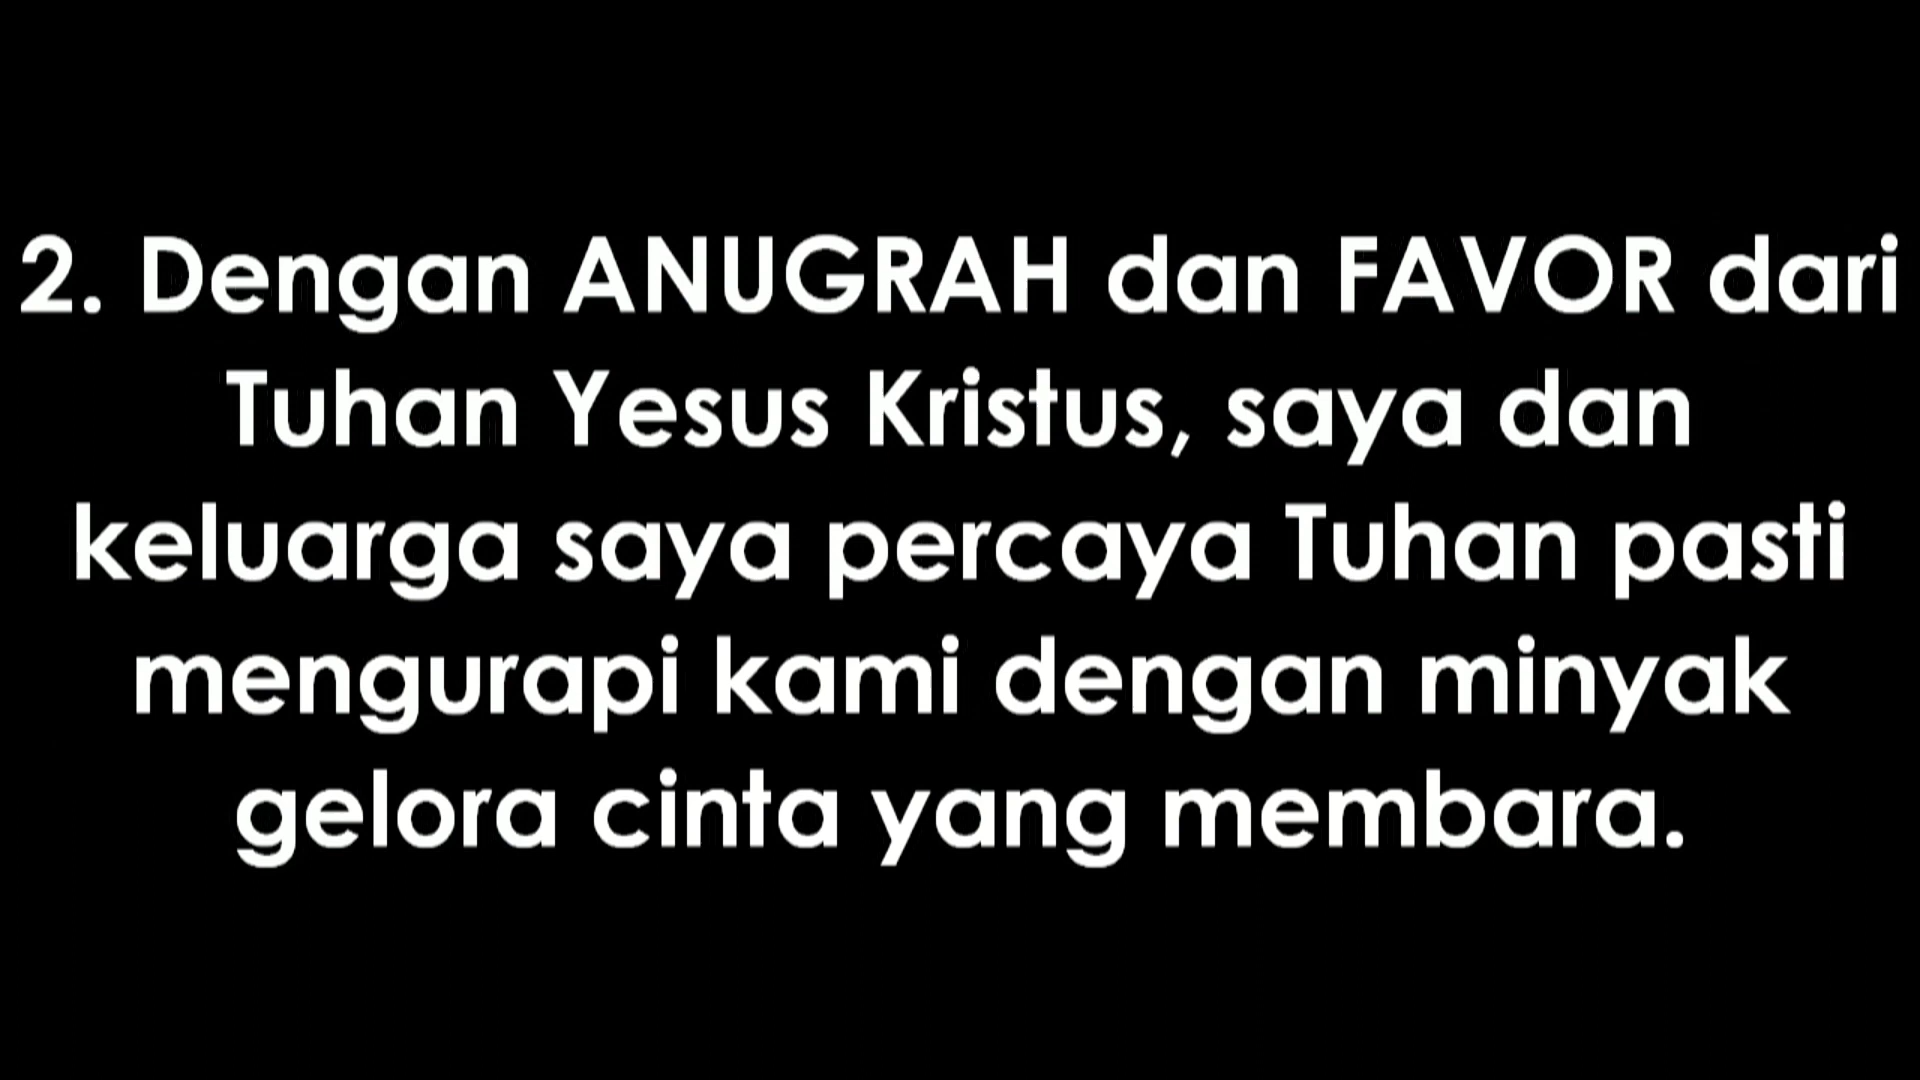 2. Dengan ANUGRAH dan FAVOR dari
Tuhan Yesus Kristus, saya dan
keluarga saya percaya Tuhan pasti
mengurapi kami dengan minyak
gelora cinta yang membara.